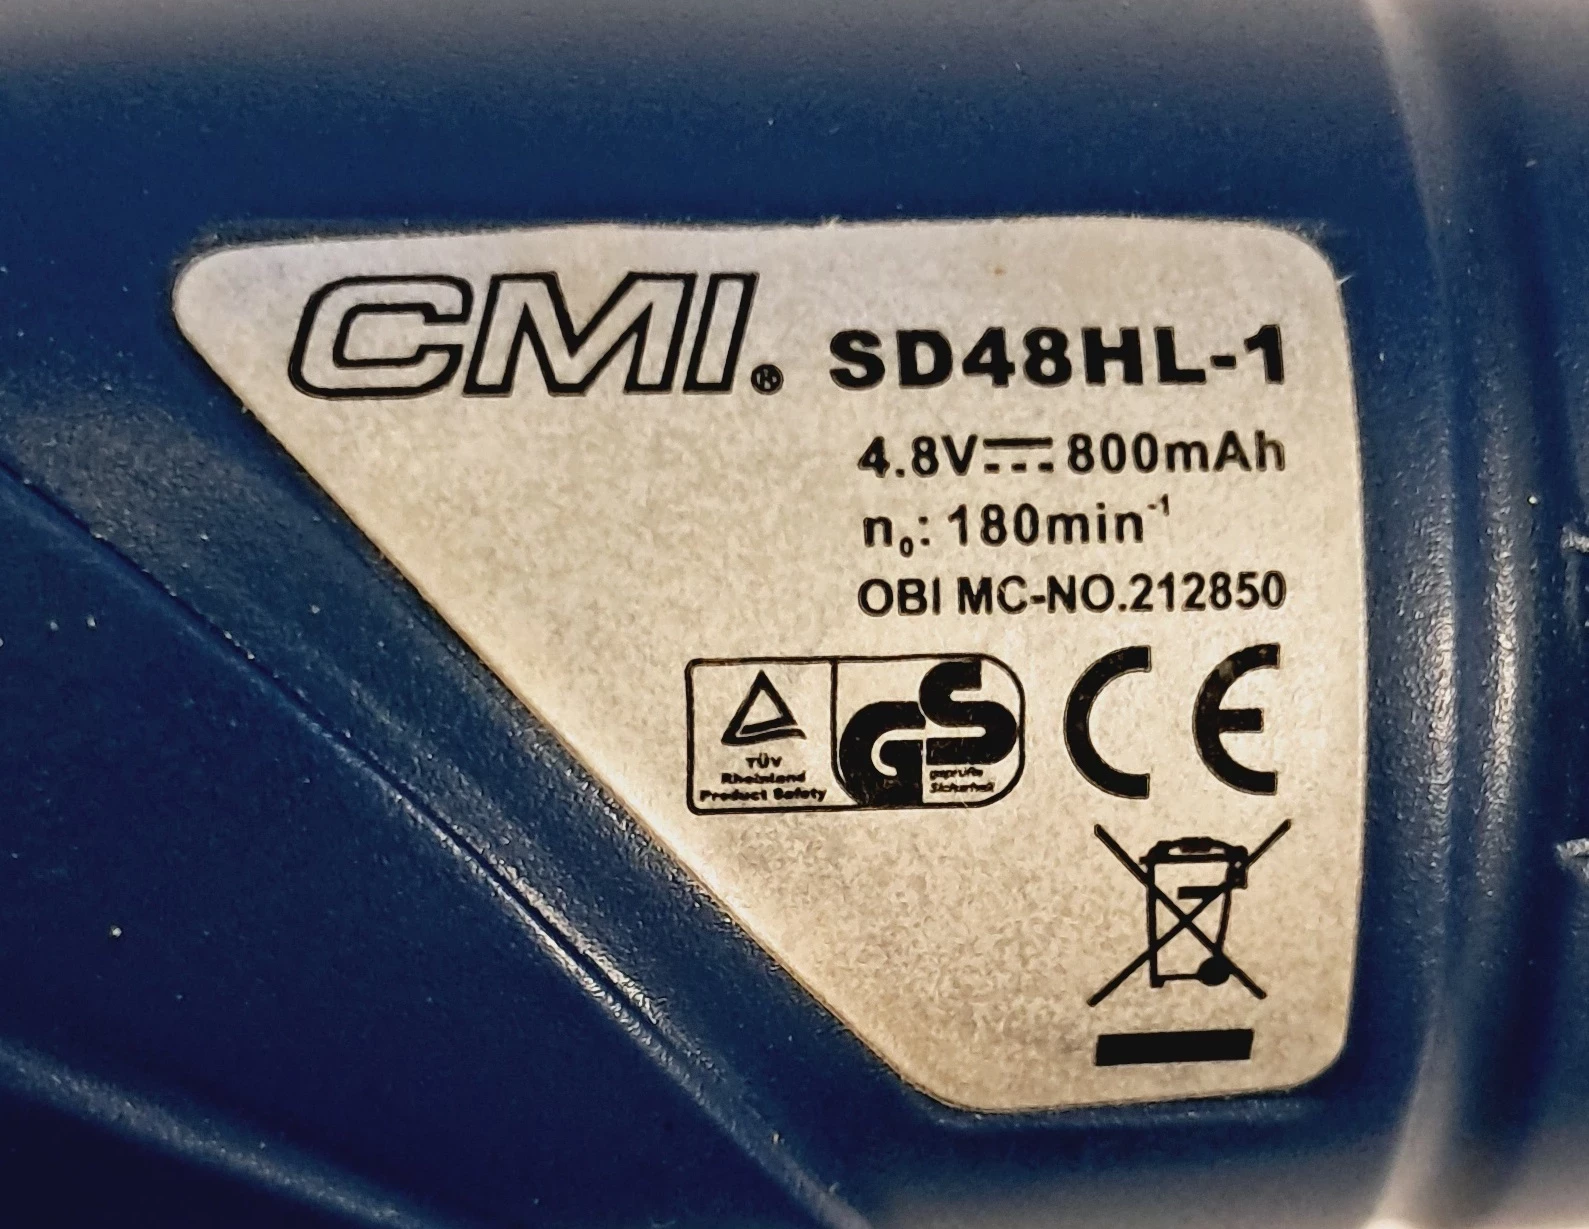 CMI® SD48HL-1
4.8V⎓800mAh
n₀: 180min⁻¹
OBI MC-NO.212850
TÜV
Rheinland
Product Safety
GS
geprüfte
Sicherheit
CE